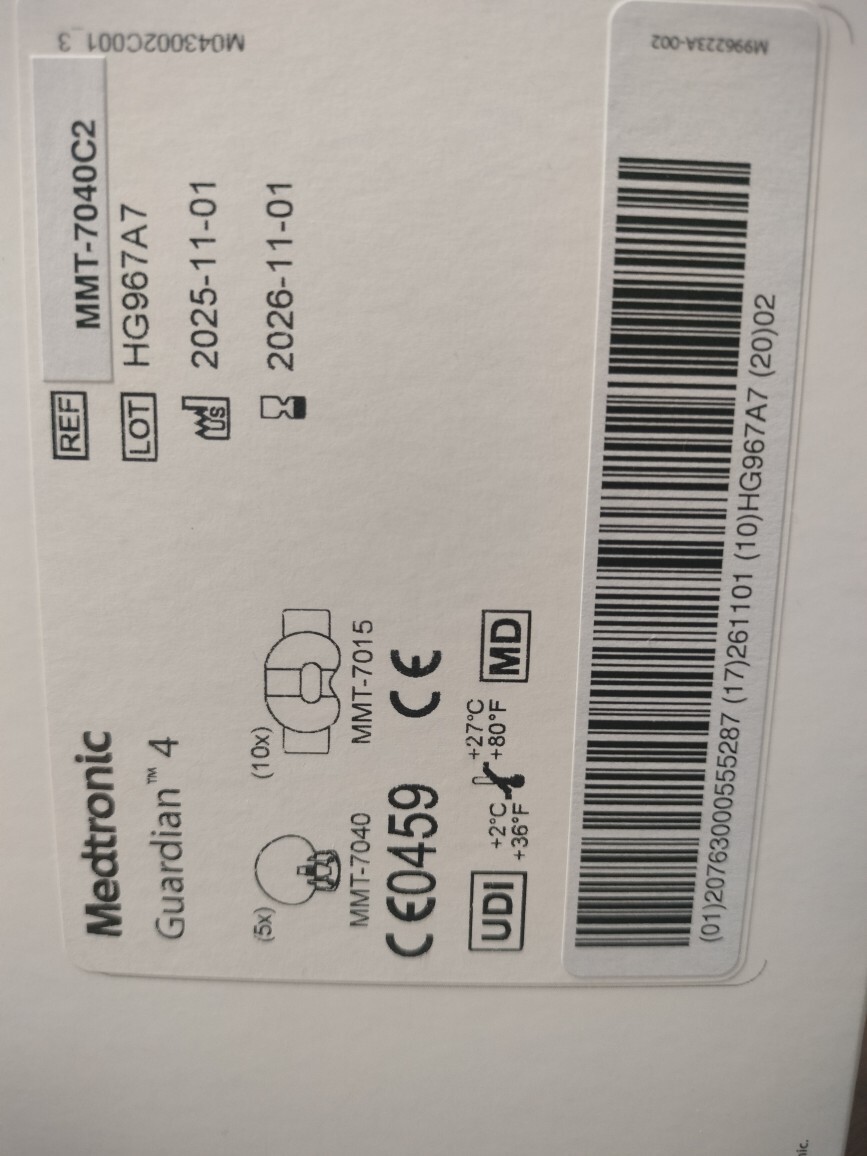 Medtronic
Guardian™ 4
REF MMT-7040C2
LOT HG967A7
US 2025-11-01
2026-11-01
(5x) (10x)
MMT-7040 MMT-7015
CE0459 CE
UDI +2°C +36°F +27°C +80°F MD
(01)20763000555287 (17)261101 (10)HG967A7 (20)02
M043002C001_3
M996223A-002